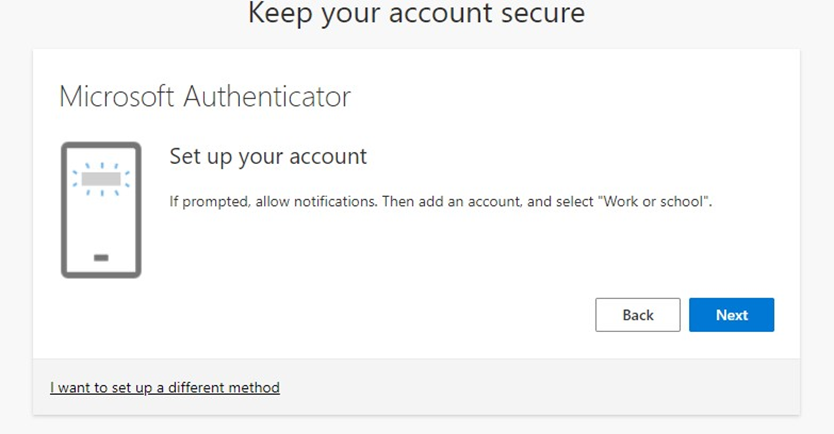 Keep your account secure
Microsoft Authenticator
Set up your account
If prompted, allow notifications. Then add an account, and select "Work or school".
Back
Next
I want to set up a different method